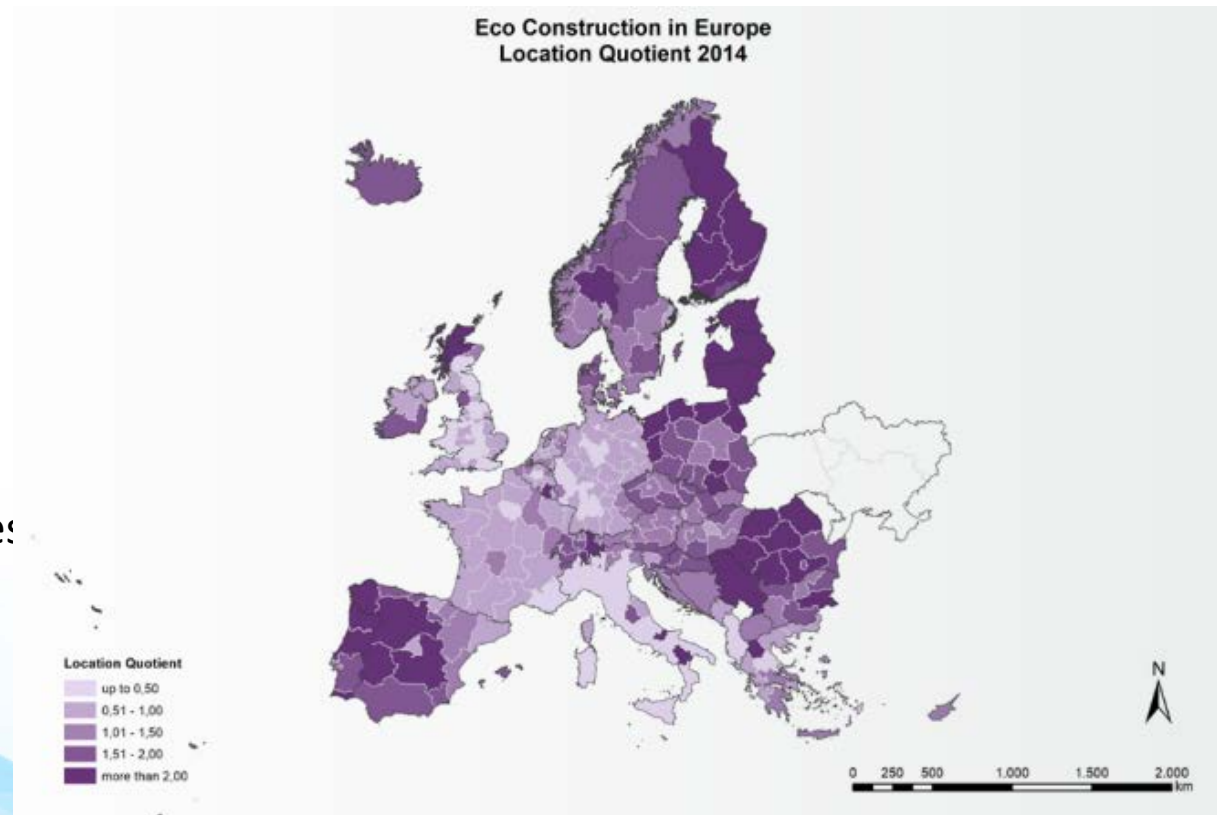 Eco Construction in Europe
Location Quotient 2014
es
Location Quotient
up to 0,50
0,51 - 1,00
1,01 - 1,50
1,51 - 2,00
more than 2,00
N
0 250 500 1.000 1.500 2.000
km